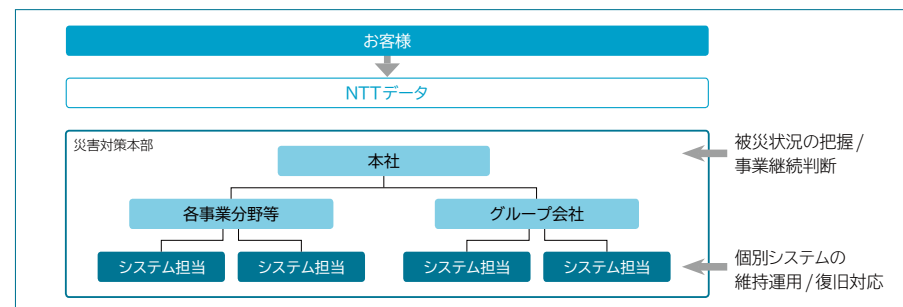 お客様
NTTデータ
災害対策本部
本社
被災状況の把握/
事業継続判断
各事業分野等
グループ会社
システム担当
システム担当
システム担当
システム担当
個別システムの
維持運用/復旧対応